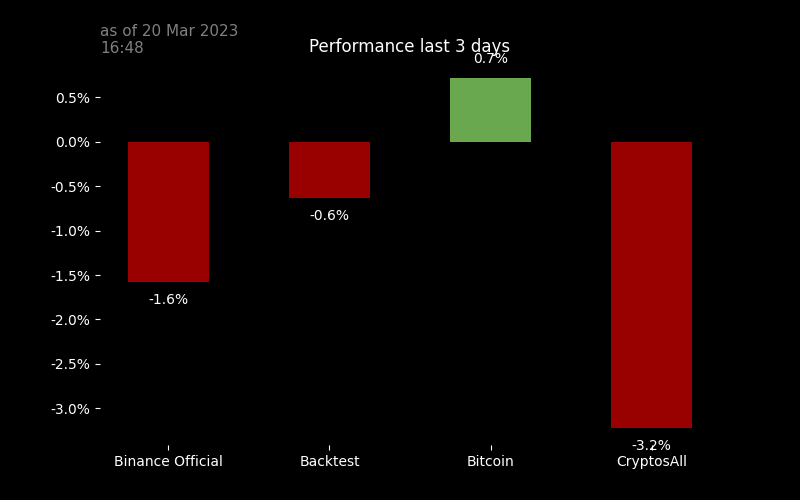 as of 20 Mar 2023
16:48
Performance last 3 days
0.7%
0.5%
0.0%
-0.5%
-0.6%
-1.0%
-1.5%
-1.6%
-2.0%
-2.5%
-3.0%
-3.2%
Binance Official
Backtest
Bitcoin
CryptosAll